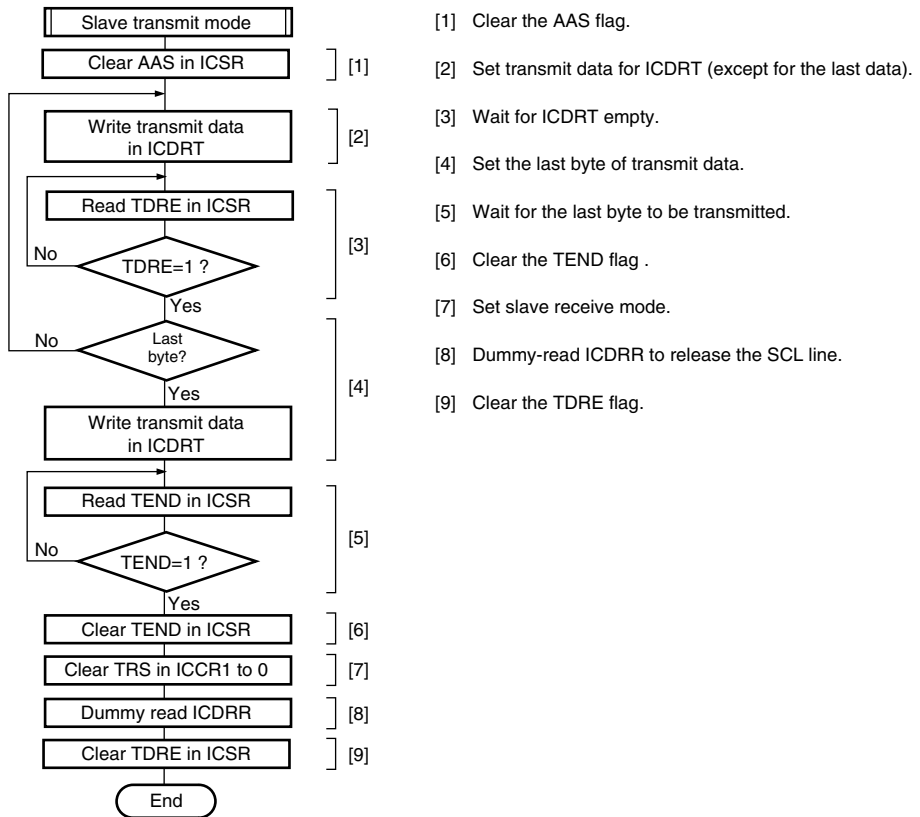 Slave transmit mode
Clear AAS in ICSR
[1]
Write transmit data
in ICDRT
[2]
Read TDRE in ICSR
No
TDRE=1 ?
[3]
Yes
No
Last
byte?
Yes
[4]
Write transmit data
in ICDRT
Read TEND in ICSR
No
TEND=1 ?
[5]
Yes
Clear TEND in ICSR
[6]
Clear TRS in ICCR1 to 0
[7]
Dummy read ICDRR
[8]
Clear TDRE in ICSR
[9]
End
[1] Clear the AAS flag.
[2] Set transmit data for ICDRT (except for the last data).
[3] Wait for ICDRT empty.
[4] Set the last byte of transmit data.
[5] Wait for the last byte to be transmitted.
[6] Clear the TEND flag .
[7] Set slave receive mode.
[8] Dummy-read ICDRR to release the SCL line.
[9] Clear the TDRE flag.